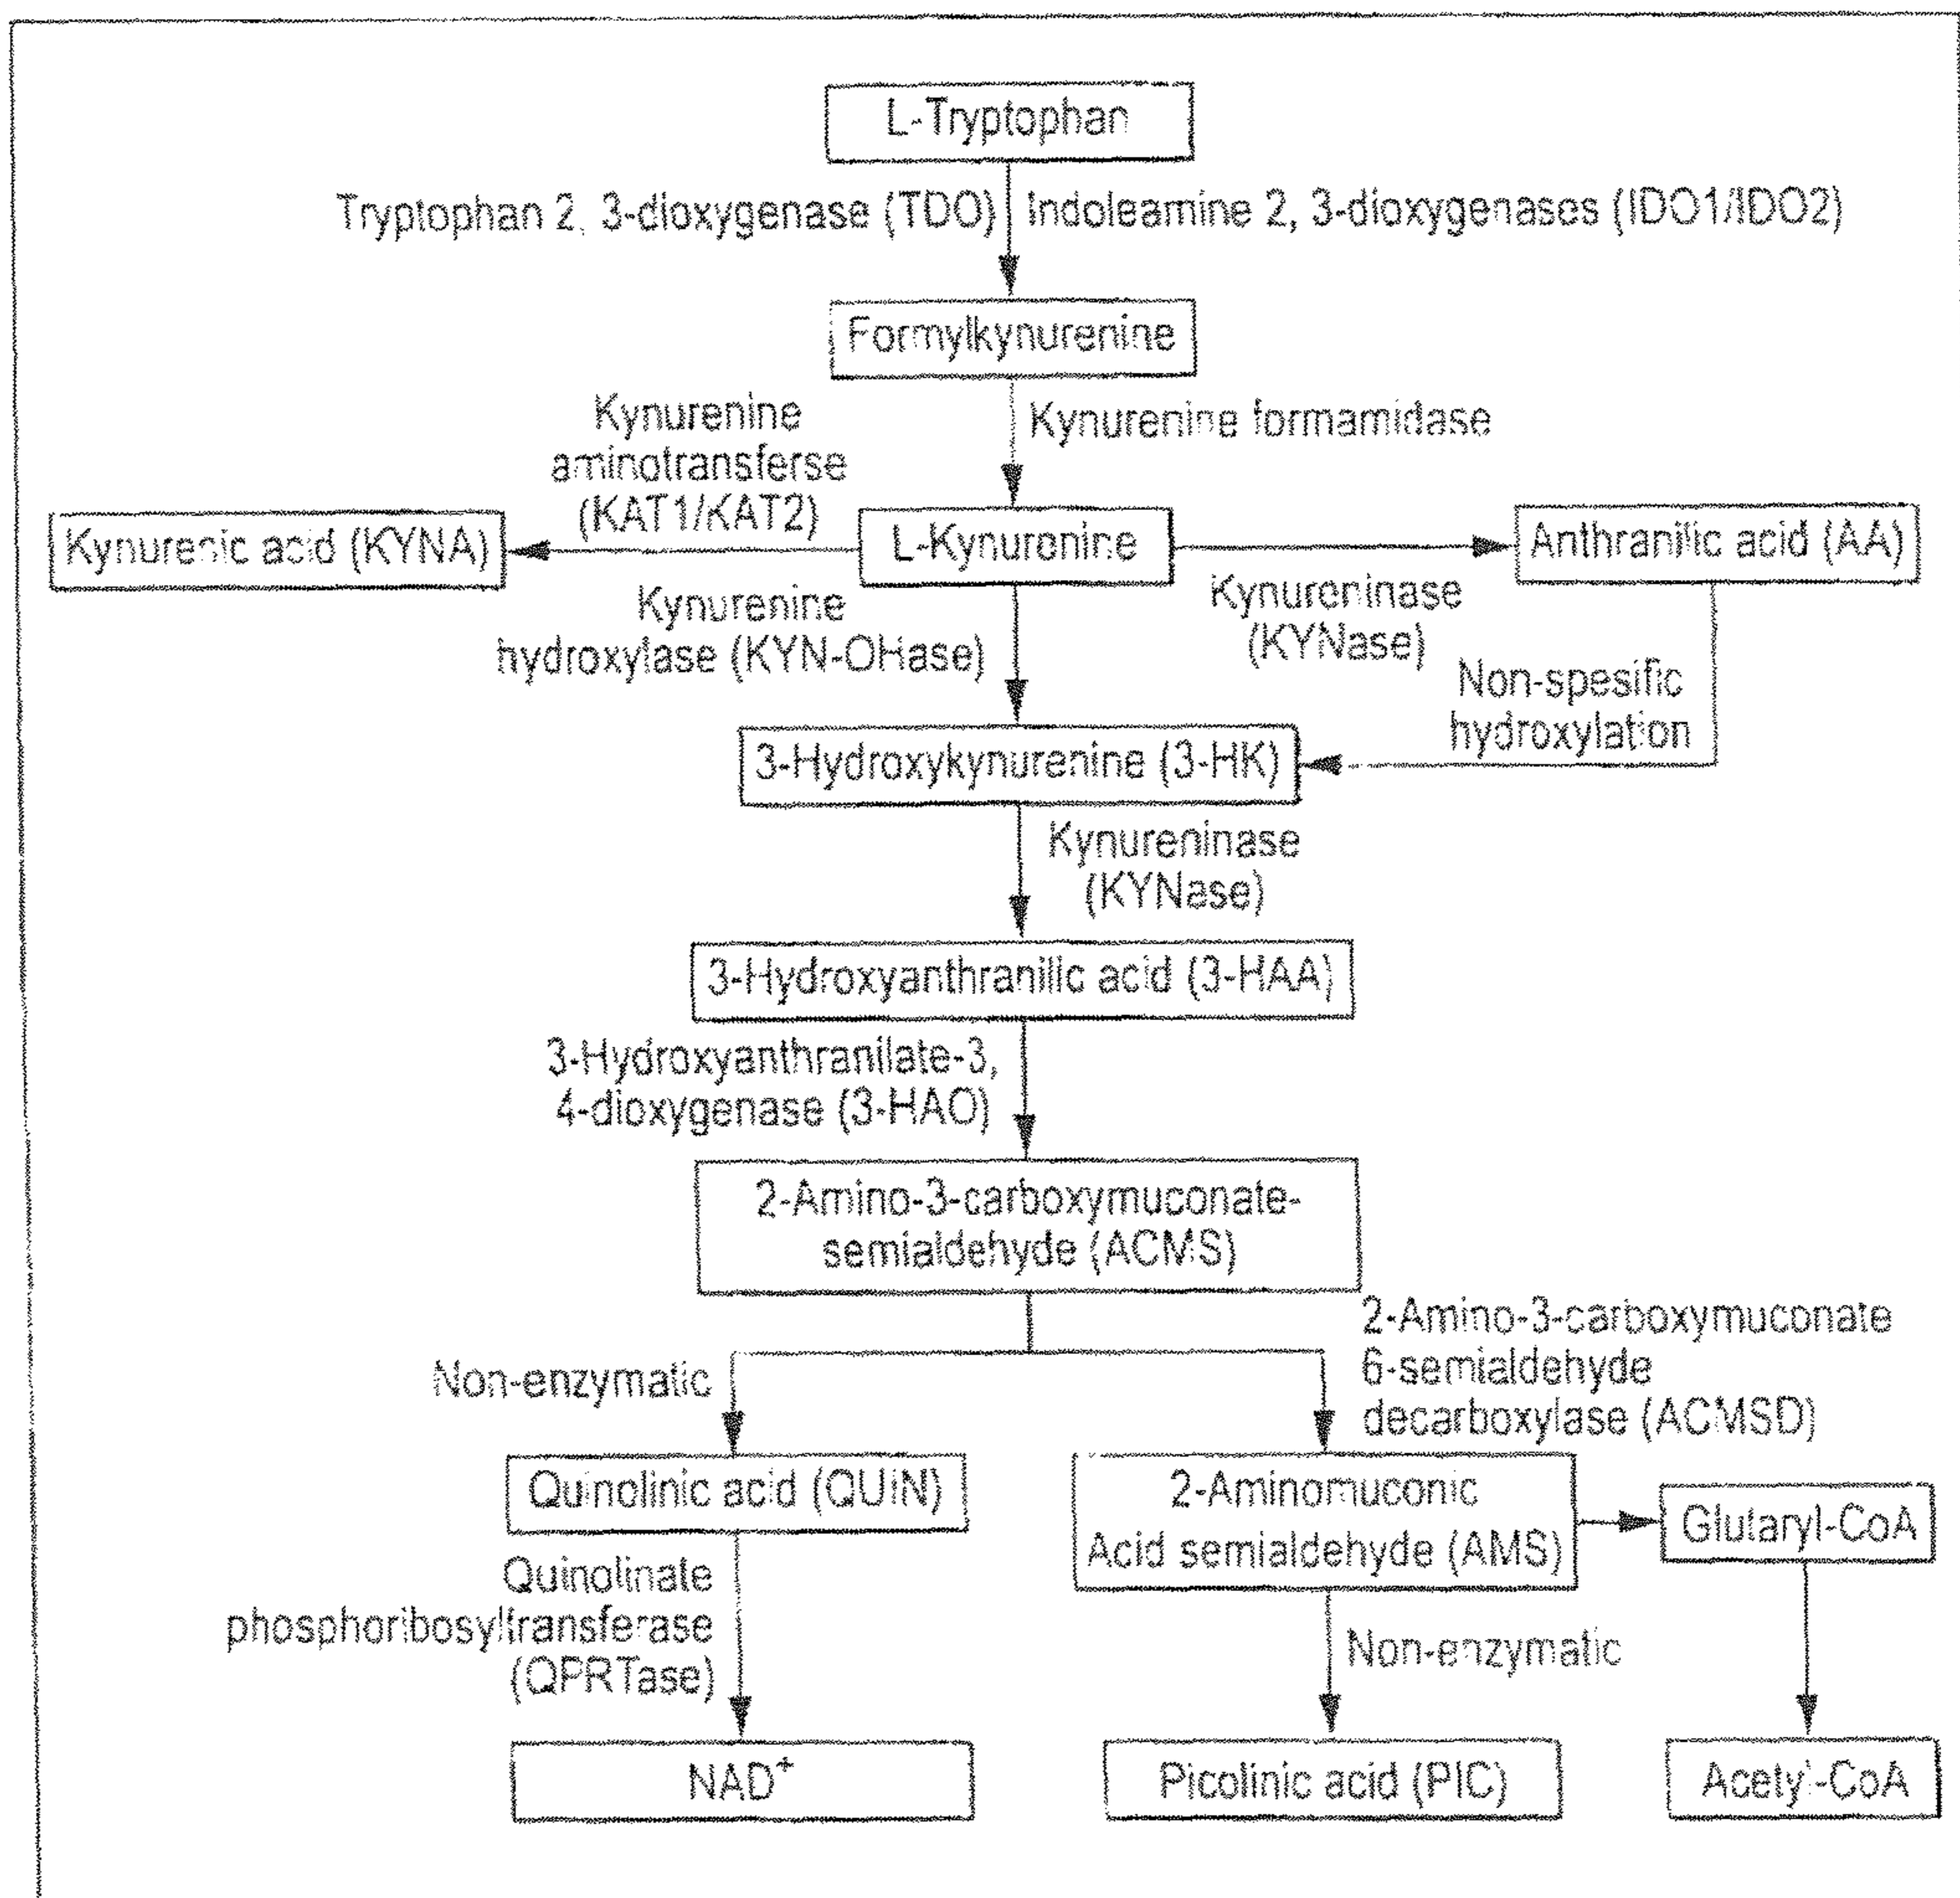 L-Tryptophan
Tryptophan 2, 3-dioxygenase (TDO)
Indoleamine 2, 3-dioxygenases (IDO1/IDO2)
Formylkynurenine
Kynurenine
aminotransferse
(KAT1/KAT2)
Kynurenine formamidase
Kynurenic acid (KYNA)
L-Kynuronine
Anthranilic acid (AA)
Kynurenine
hydroxylase (KYN-OHase)
Kynureninase
(KYNase)
Non-spesific
hydroxylation
3-Hydroxykynurenine (3-HK)
Kynureninase
(KYNase)
3-Hydroxyanthranilic acid (3-HAA)
3-Hydroxyanthranilate-3,
4-dioxygenase (3-HAO)
2-Amino-3-carboxymuconate-
semialdehyde (ACMS)
Non-enzymatic
2-Amino-3-carboxymuconate
6-semialdehyde
decarboxylase (ACMSD)
Quinolinic acid (QUIN)
2-Aminomuconic
Acid semialdehyde (AMS)
Glutaryl-CoA
Quinolinate
phosphoribosyltransferase
(QPRTase)
Non-enzymatic
NAD⁺
Picolinic acid (PIC)
Acetyl-CoA